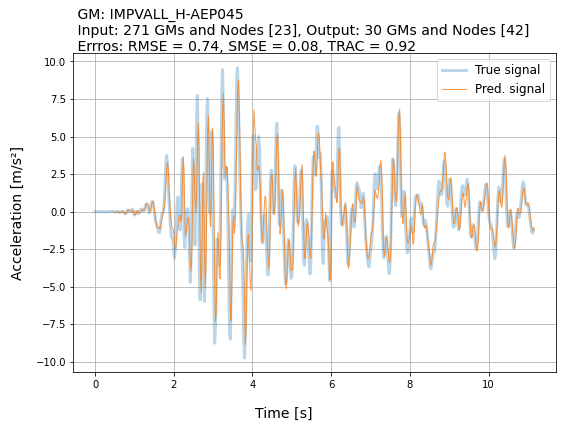 GM: IMPVALL_H-AEP045
Input: 271 GMs and Nodes [23], Output: 30 GMs and Nodes [42]
Errros: RMSE = 0.74, SMSE = 0.08, TRAC = 0.92
True signal
Pred. signal
10.0
7.5
5.0
2.5
0.0
−2.5
−5.0
−7.5
−10.0
Acceleration [m/s²]
0 2 4 6 8 10
Time [s]